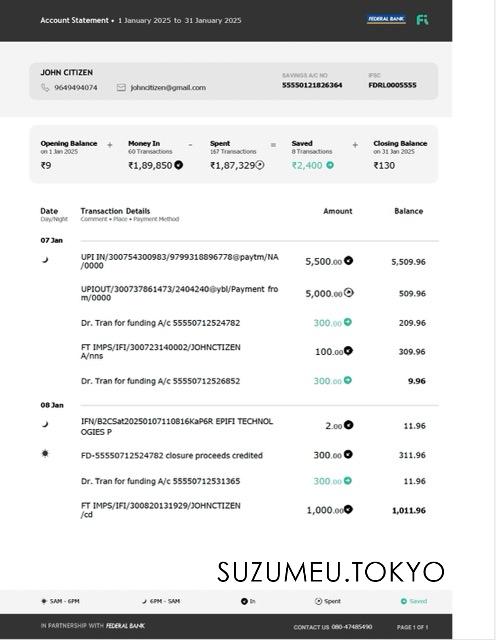 Account Statement • 1 January 2025 to 31 January 2025
FEDERAL BANK Fi
JOHN CITIZEN
9649494074 johncitizen@gmail.com
SAVINGS A/C NO IFSC
55550121826364 FDRL0005555
Opening Balance + Money In - Spent = Saved + Closing Balance
on 1 Jan 2025 60 Transactions 167 Transactions 8 Transactions on 31 Jan 2025
₹9 ₹1,89,850 ₹1,87,329 ₹2,400 ₹130
Date Transaction Details Amount Balance
Day/Night Comment • Place • Payment Method
07 Jan
UPI IN/300754300983/9799318896778@paytm/NA
/0000 5,500.00 5,509.96
UPIOUT/300737861473/2404240@ybl/Payment fro
m/0000 5,000.00 509.96
Dr. Tran for funding A/c 55550712524782 300.00 209.96
FT IMPS/IFI/300723140002/JOHNCTIZEN
A/nns 100.00 309.96
Dr. Tran for funding A/c 55550712526852 300.00 9.96
08 Jan
IFN/B2CSat20250107110816KaP6R EPIFI TECHNOL
OGIES P 2.00 11.96
FD-55550712524782 closure proceeds credited 300.00 311.96
Dr. Tran for funding A/c 55550712531365 300.00 11.96
FT IMPS/IFI/300820131929/JOHNCTIZEN
/cd 1,000.00 1,011.96
SUZUMEU.TOKYO
5AM - 6PM 6PM - 5AM In Spent Saved
IN PARTNERSHIP WITH FEDERAL BANK CONTACT US 080-47485490 PAGE 1 OF 1